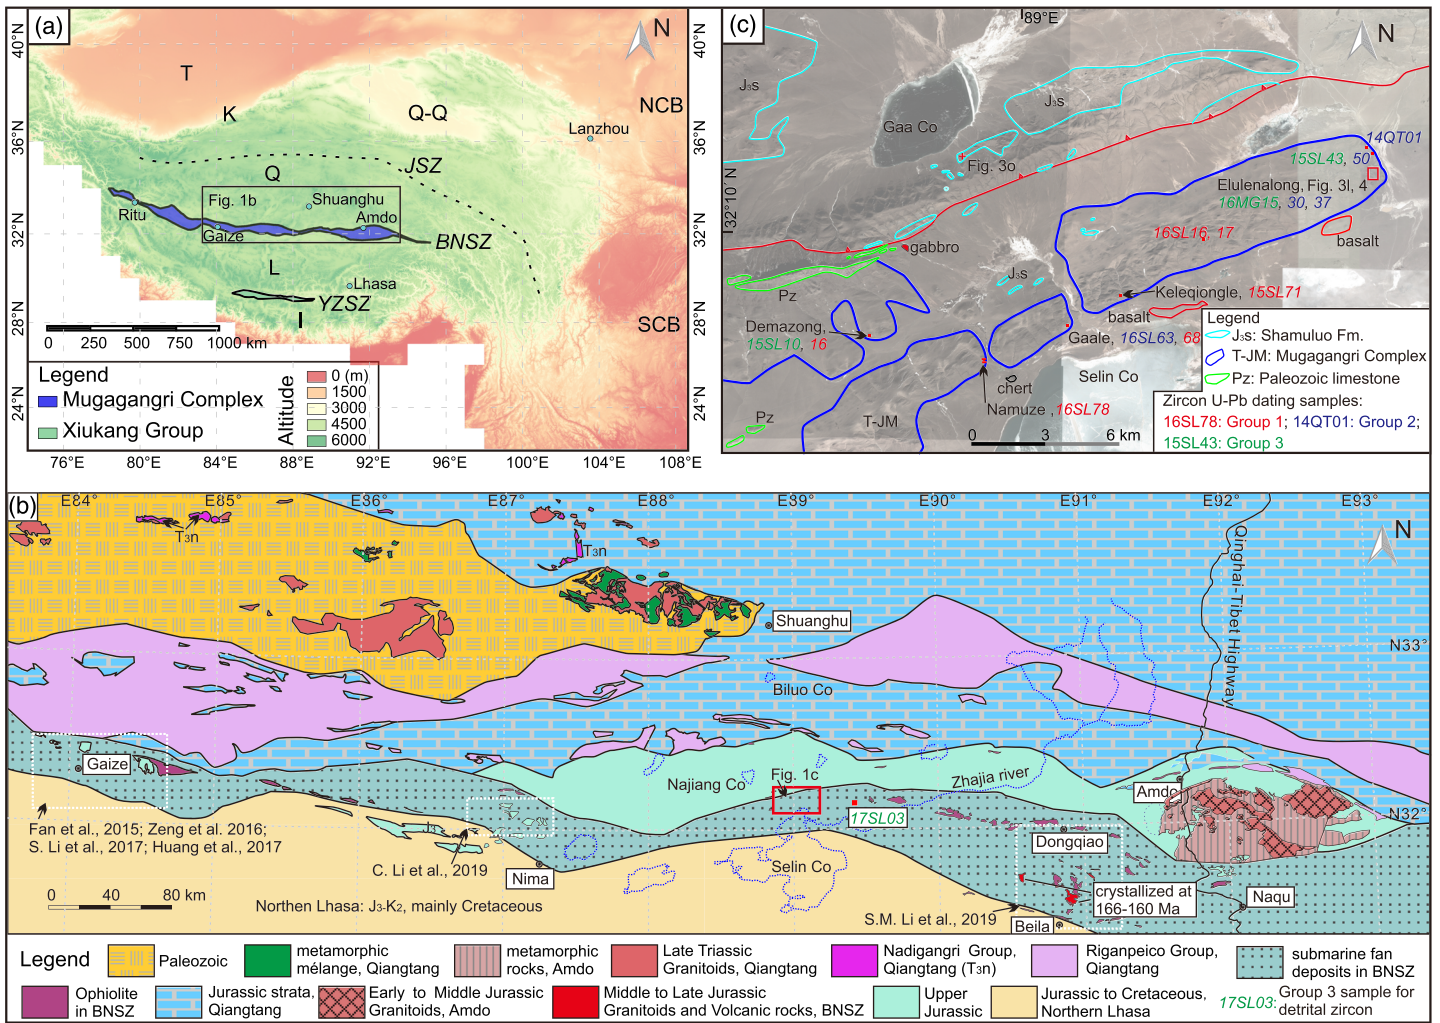 (a)
N
40°N
36°N
32°N
28°N
24°N
T
K
Q-Q
NCB
Lanzhou
JSZ
Q
Fig. 1b
Shuanghu
Amdo
Ritu
Gaize
BNSZ
L
Lhasa
YZSZ
I
SCB
0 250 500 750 1000 km
Legend
Mugagangri Complex
Xiukang Group
Altitude
0 (m)
1500
3000
4500
6000
76°E 80°E 84°E 88°E 92°E 96°E 100°E 104°E 108°E
40°N
36°N
32°N
28°N
24°N
(c)
89°E
N
32°10′ N
J3s
Gaa Co
J3s
Fig. 3o
14QT01
15SL43, 50
Elulenalong, Fig. 3l, 4
16MG15, 30, 37
16SL16, 17
basalt
gabbro
J3s
Pz
Keleqiongle, 15SL71
basalt
Demazong,
15SL10, 16
Gaale, 16SL63, 68
Selin Co
chert
Namuze ,16SL78
T-JM
Pz
0 3 6 km
Legend
J3s: Shamuluo Fm.
T-JM: Mugagangri Complex
Pz: Paleozoic limestone
Zircon U-Pb dating samples:
16SL78: Group 1; 14QT01: Group 2;
15SL43: Group 3
(b)
E84° E85° E36° E87° E88° E39° E90° E91° E92° E93°
N
T3n
T3n
Qinghai-Tibet Highway
Shuanghu
N33°
Biluo Co
Gaize
Najiang Co
Fig. 1c
Zhajia river
Amdo
N32°
17SL03
J3
Fan et al., 2015; Zeng et al. 2016;
S. Li et al., 2017; Huang et al., 2017
C. Li et al., 2019
Nima
Selin Co
Dongqiao
crystallized at
166-160 Ma
Naqu
0 40 80 km
Northen Lhasa: J3-K2, mainly Cretaceous
S.M. Li et al., 2019
Beila
Legend
Paleozoic
metamorphic
mélange, Qiangtang
metamorphic
rocks, Amdo
Late Triassic
Granitoids, Qiangtang
Nadigangri Group,
Qiangtang (T3n)
Riganpeico Group,
Qiangtang
submarine fan
deposits in BNSZ
Ophiolite
in BNSZ
Jurassic strata,
Qiangtang
Early to Middle Jurassic
Granitoids, Amdo
Middle to Late Jurassic
Granitoids and Volcanic rocks, BNSZ
Upper
Jurassic
Jurassic to Cretaceous,
Northern Lhasa
17SL03: Group 3 sample for
detrital zircon